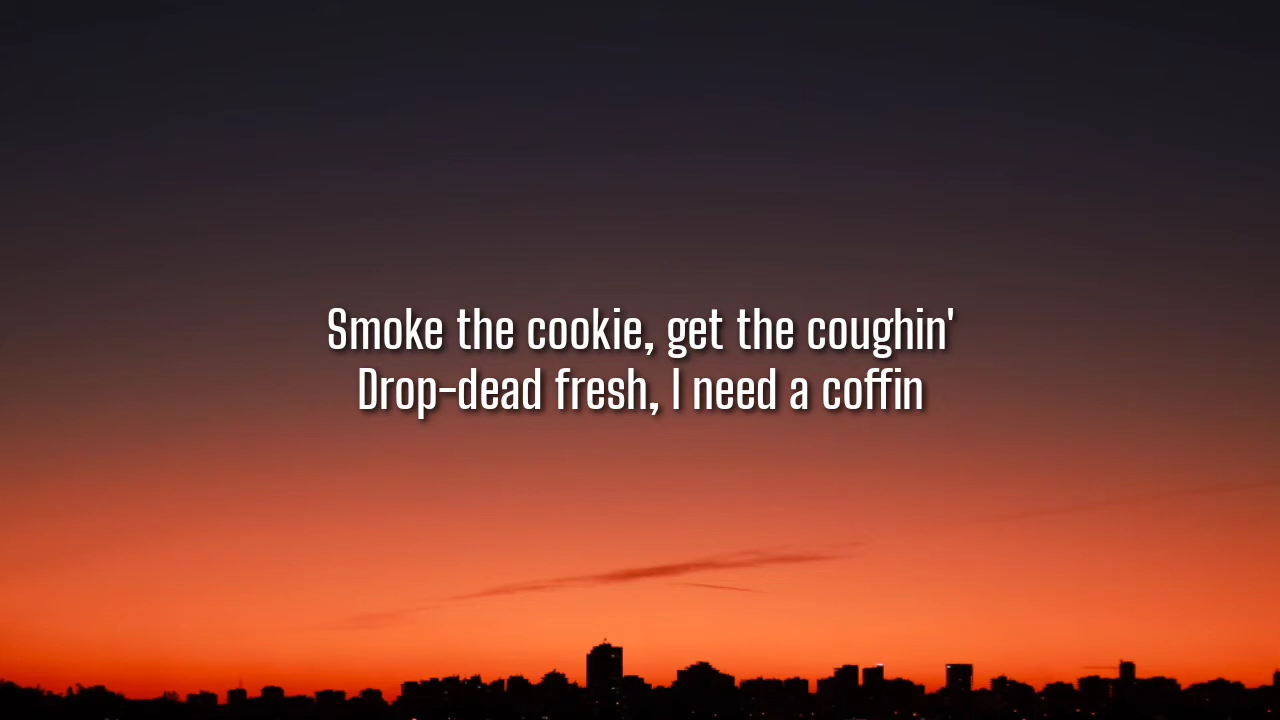 Smoke the cookie, get the coughin'
Drop-dead fresh, I need a coffin